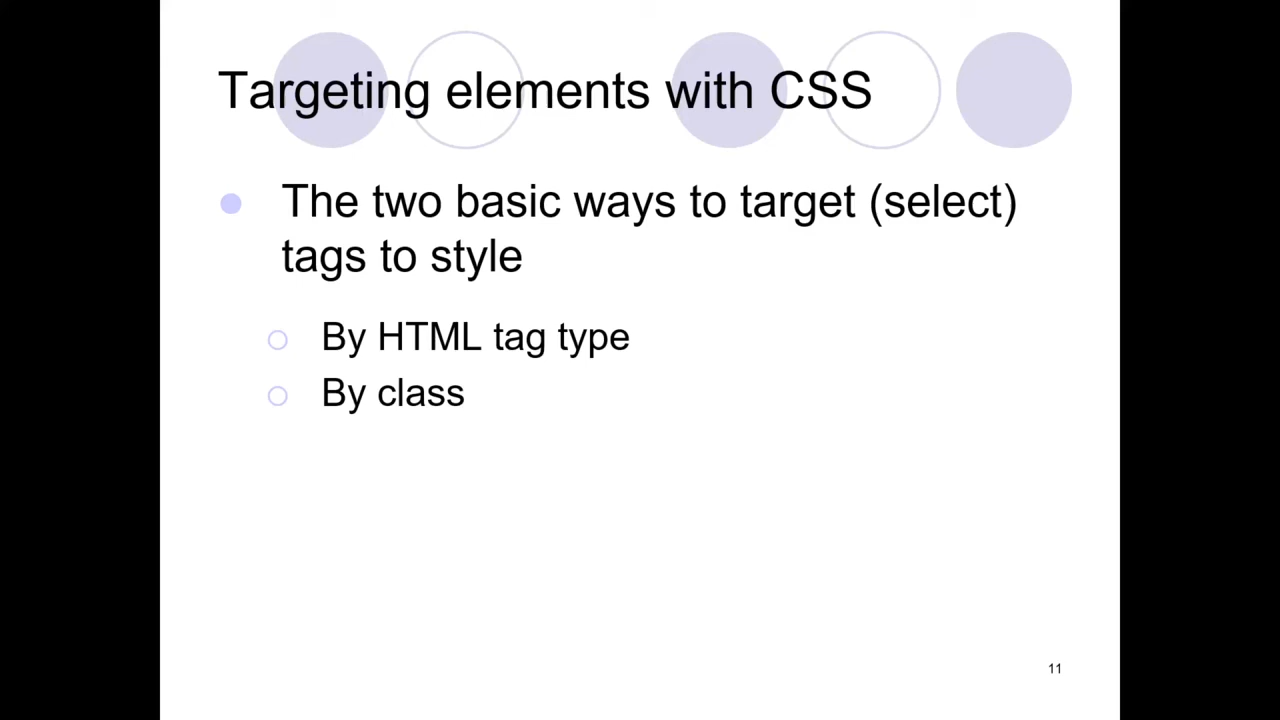 Targeting elements with CSS
The two basic ways to target (select)
tags to style
By HTML tag type
By class
11